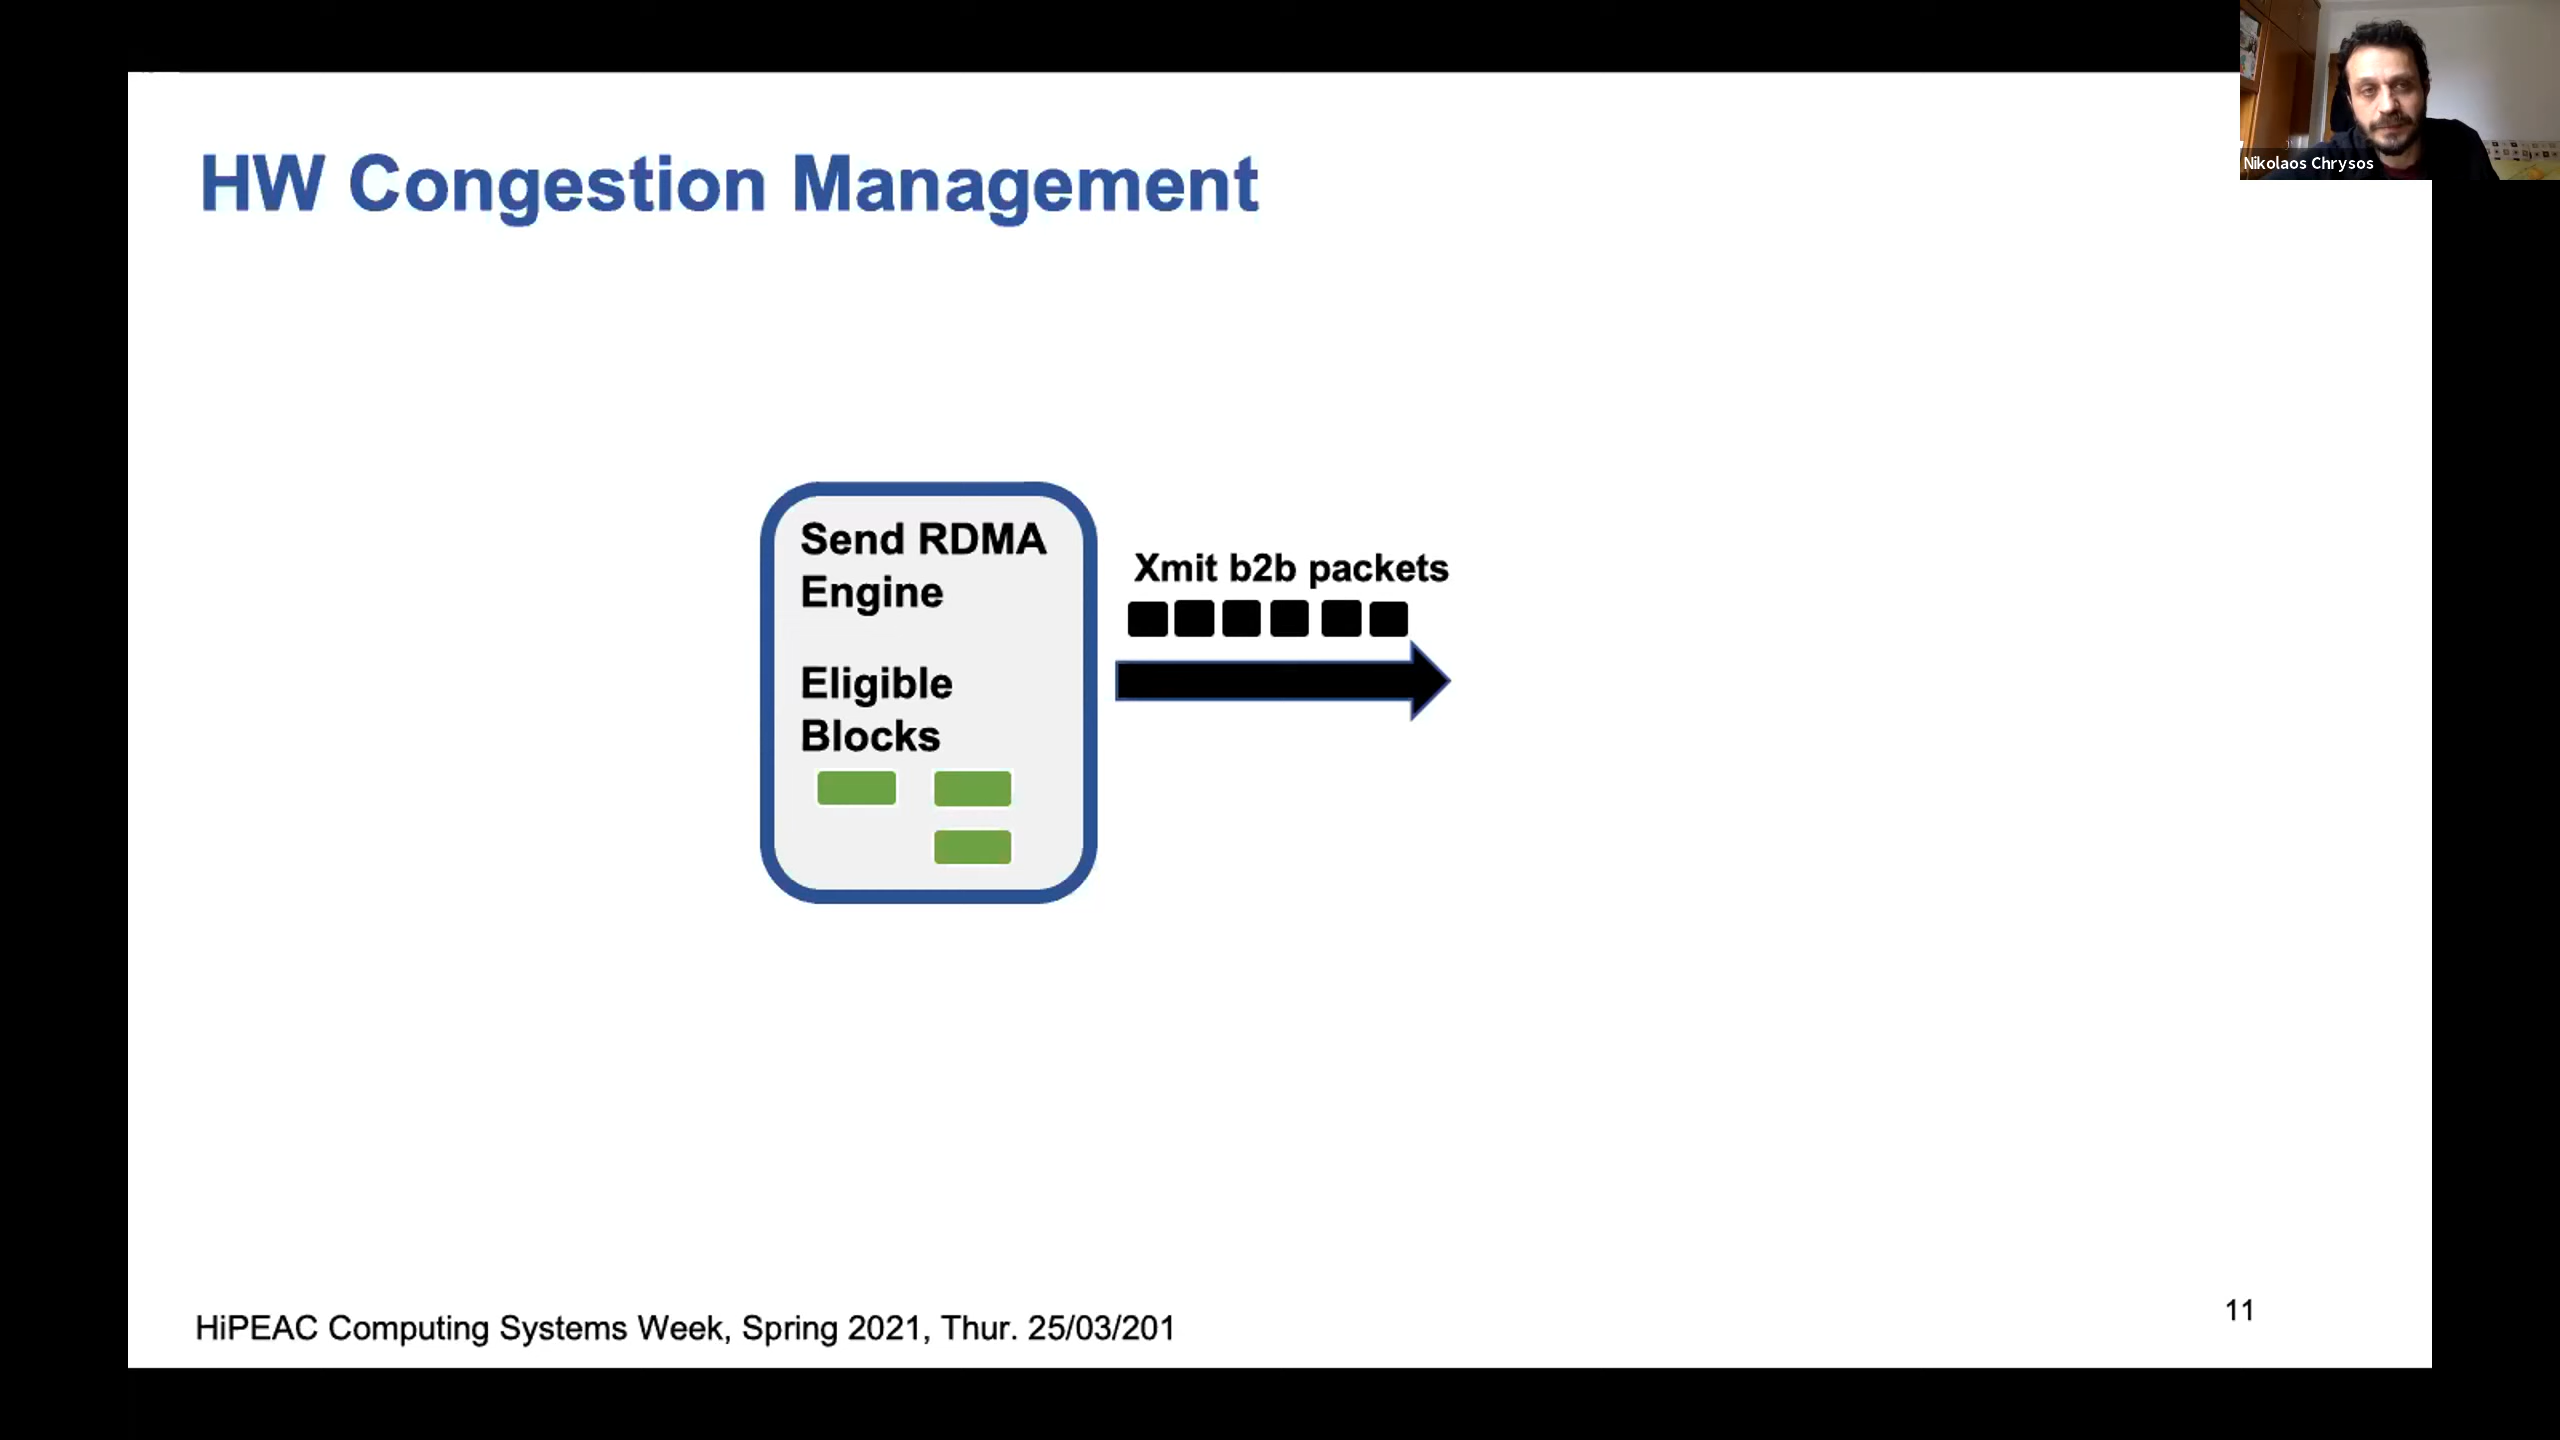 HW Congestion Management
Nikolaos Chrysos
Send RDMA
Engine
Eligible
Blocks
Xmit b2b packets
HiPEAC Computing Systems Week, Spring 2021, Thur. 25/03/201
11